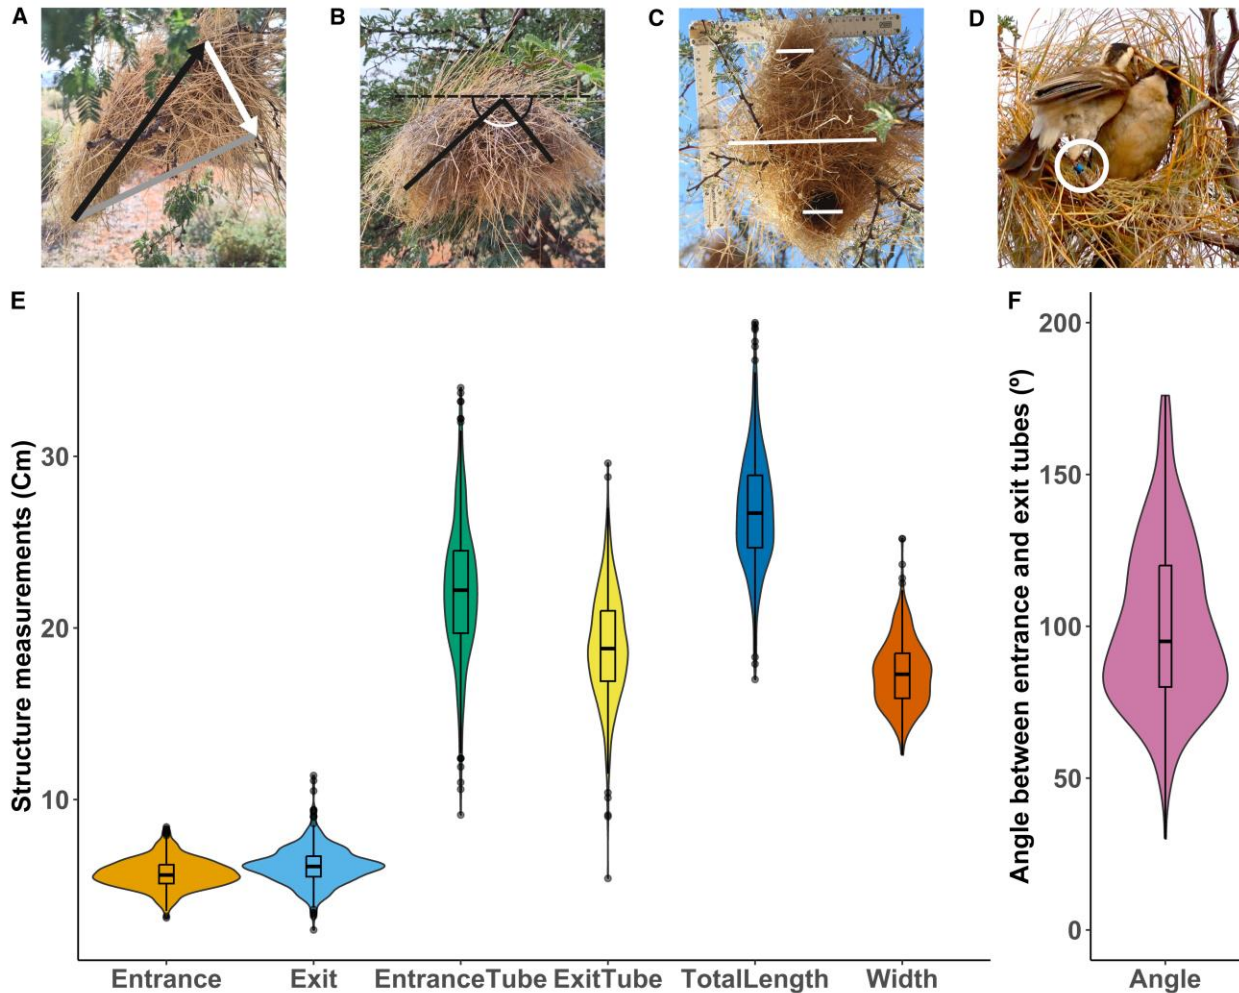 A
B
C
D
E
Structure measurements (Cm)
30
20
10
Entrance
Exit
EntranceTube
ExitTube
TotalLength
Width
F
Angle between entrance and exit tubes (º)
200
150
100
50
0
Angle